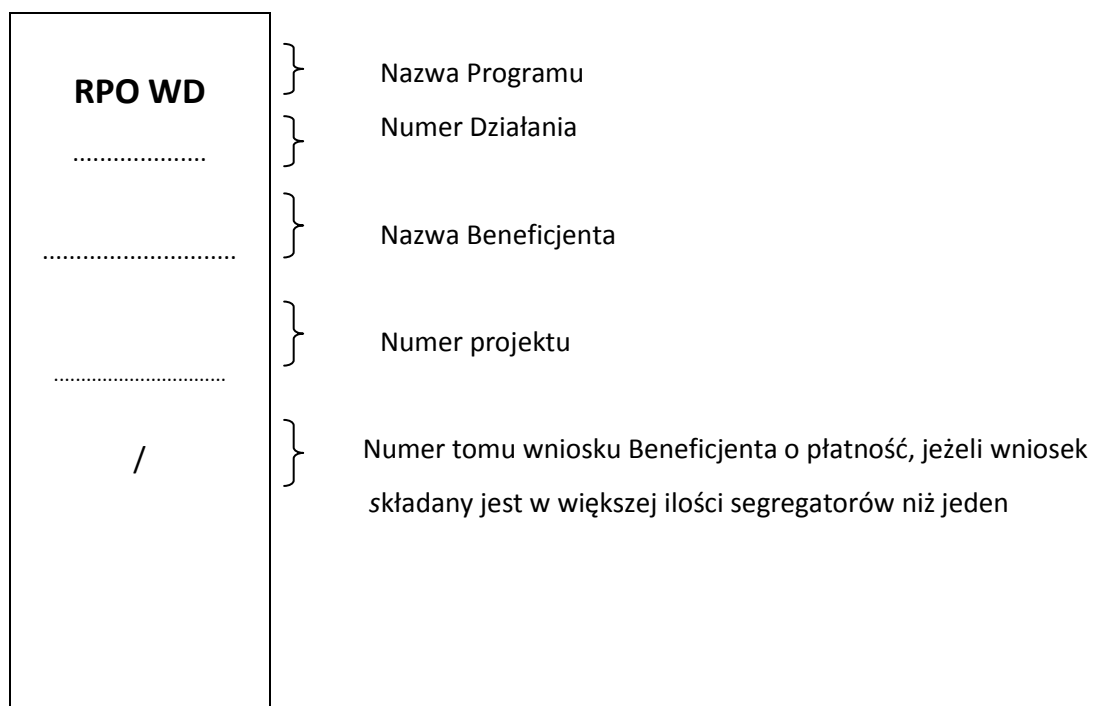 RPO WD
Nazwa Programu
....................
Numer Działania
.............................
Nazwa Beneficjenta
................................
Numer projektu
/
Numer tomu wniosku Beneficjenta o płatność, jeżeli wniosek
składany jest w większej ilości segregatorów niż jeden